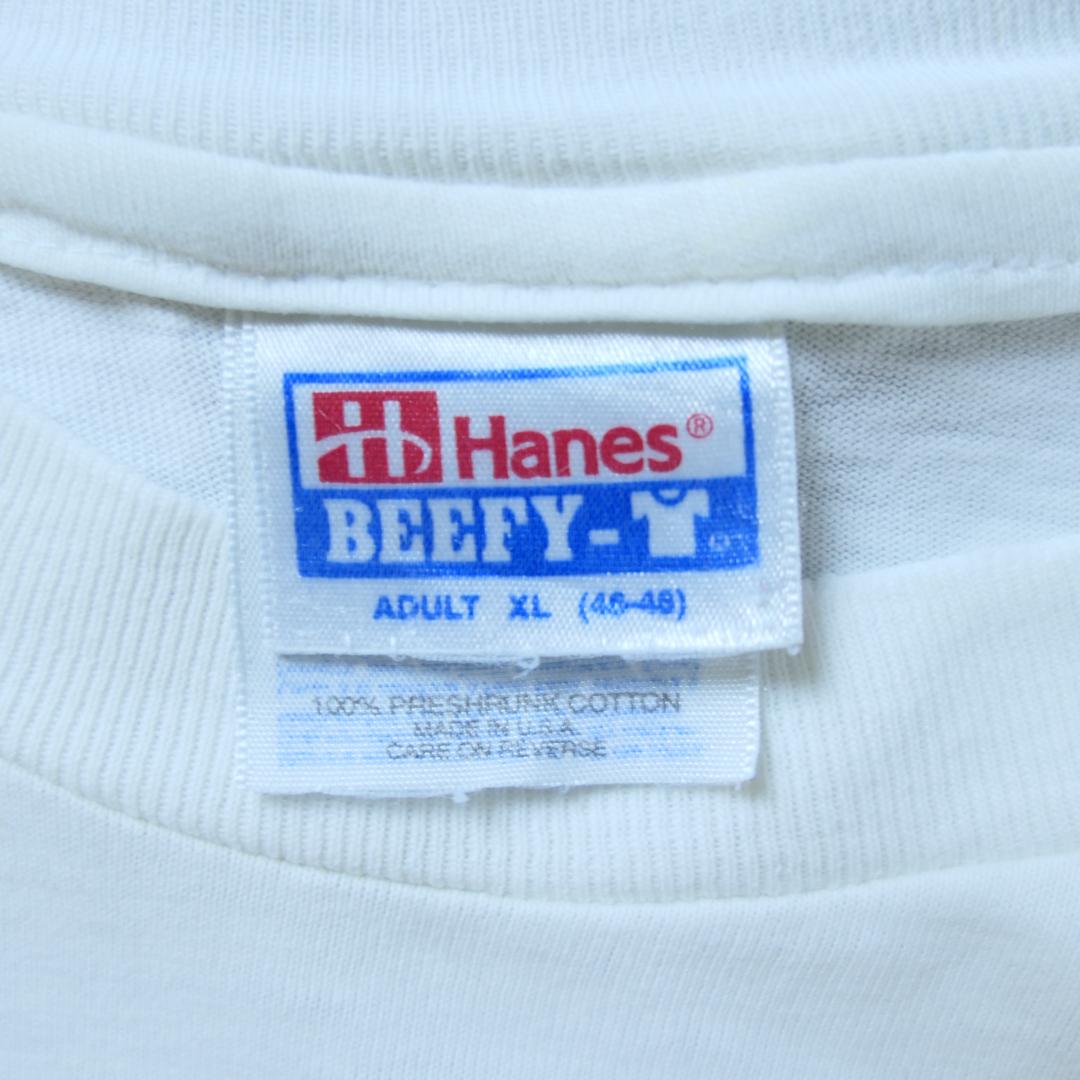 Hanes®
BEEFY-
ADULT XL (46-48)
100% PRESHRUNK COTTON
MADE IN U.S.A.
CARE ON REVERSE